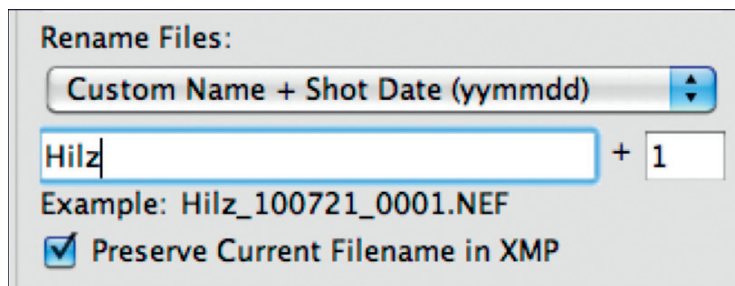 Rename Files:
Custom Name + Shot Date (yymmdd)
Hilz + 1
Example: Hilz_100721_0001.NEF
Preserve Current Filename in XMP